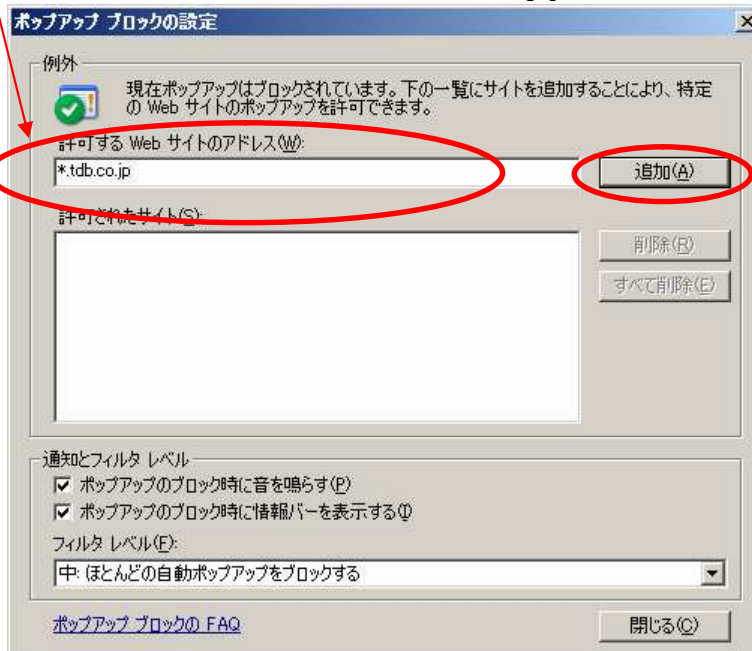 ポップアップ ブロックの設定
例外
現在ポップアップはブロックされています。下の一覧にサイトを追加することにより、特定
の Web サイトのポップアップを許可できます。
許可する Web サイトのアドレス(W):
*.tdb.co.jp
追加(A)
許可されたサイト(S):
削除(R)
すべて削除(E)
通知とフィルタ レベル
ポップアップのブロック時に音を鳴らす(P)
ポップアップのブロック時に情報バーを表示する(I)
フィルタ レベル(F):
中: ほとんどの自動ポップアップをブロックする
ポップアップ ブロックの FAQ
閉じる(C)